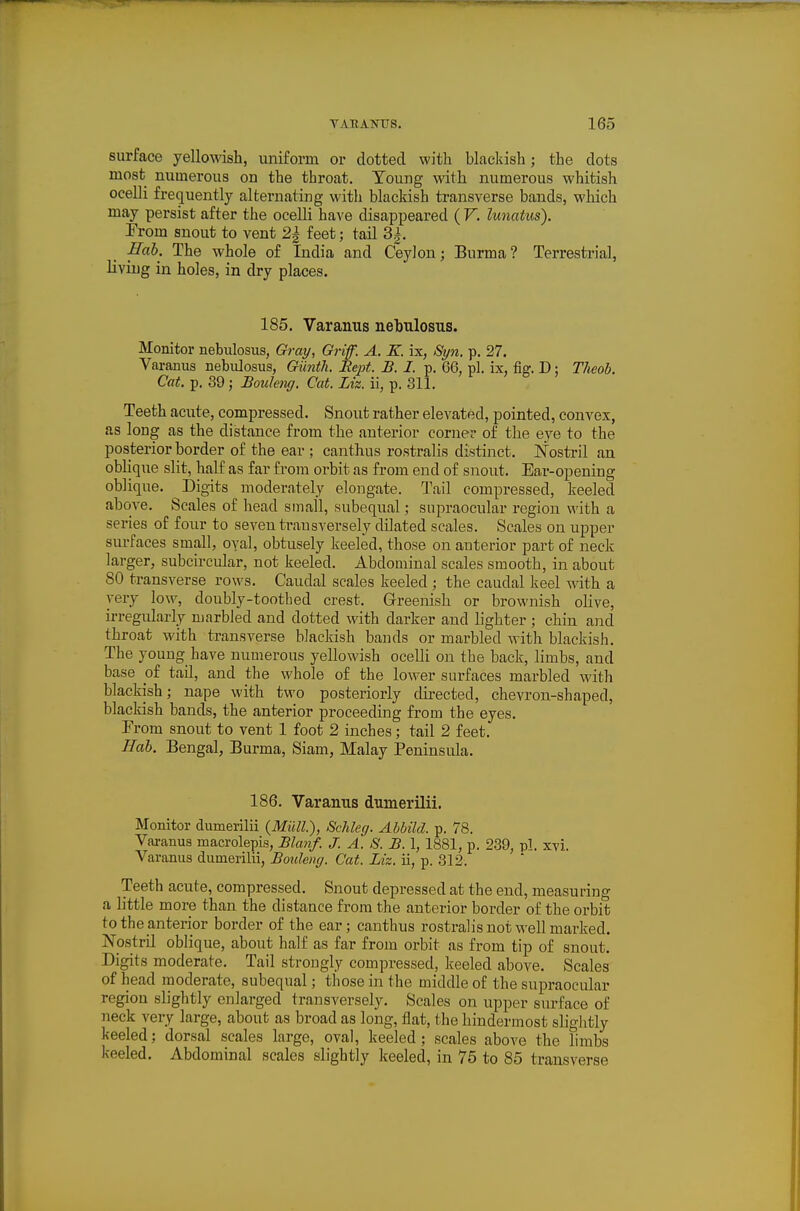 VARANUS. 165
surface yellowish, uniform or dotted with blackish; the dots
most numerous on the throat. Young with numerous whitish
ocelli frequently alternating with blackish transverse bands, which
may persist after the ocelli have disappeared (V. lunatus).
From snout to vent 2½ feet; tail 3½.
Hab. The whole of India and Ceylon; Burma? Terrestrial,
living in holes, in dry places.
185. Varanus nebulosus.
Monitor nebulosus, Gray, Griff. A. K. ix, Syn. p. 27.
Varanus nebulosus, Günth. Rept. B. I. p. 66, pl. ix, fig. D; Theob.
Cat. p. 39; Bouleng. Cat. Liz. ii, p. 311.
Teeth acute, compressed. Snout rather elevated, pointed, convex,
as long as the distance from the anterior corner of the eye to the
posterior border of the ear; canthus rostralis distinct. Nostril an
oblique slit, half as far from orbit as from end of snout. Ear-opening
oblique. Digits moderately elongate. Tail compressed, keeled
above. Scales of head small, subequal; supraocular region with a
series of four to seven transversely dilated scales. Scales on upper
surfaces small, oval, obtusely keeled, those on anterior part of neck
larger, subcircular, not keeled. Abdominal scales smooth, in about
80 transverse rows. Caudal scales keeled; the caudal keel with a
very low, doubly-toothed crest. Greenish or brownish olive,
irregularly marbled and dotted with darker and lighter; chin and
throat with transverse blackish bands or marbled with blackish.
The young have numerous yellowish ocelli on the back, limbs, and
base of tail, and the whole of the lower surfaces marbled with
blackish; nape with two posteriorly directed, chevron-shaped,
blackish bands, the anterior proceeding from the eyes.
From snout to vent 1 foot 2 inches; tail 2 feet.
Hab. Bengal, Burma, Siam, Malay Peninsula.
186. Varanus dumerilii.
Monitor dumerilii (Müll.), Schleg. Abbild. p. 78.
Varanus macrolepis, Blanf. J. A. S. B. 1, 1881, p. 239, pl. xvi.
Varanus dumerilii, Bouleng. Cat. Liz. ii, p. 312.
Teeth acute, compressed. Snout depressed at the end, measuring
a little more than the distance from the anterior border of the orbit
to the anterior border of the ear; canthus rostralis not well marked.
Nostril oblique, about half as far from orbit as from tip of snout.
Digits moderate. Tail strongly compressed, keeled above. Scales
of head moderate, subequal; those in the middle of the supraocular
region slightly enlarged transversely. Scales on upper surface of
neck very large, about as broad as long, flat, the hindermost slightly
keeled; dorsal scales large, oval, keeled; scales above the limbs
keeled. Abdominal scales slightly keeled, in 75 to 85 transverse